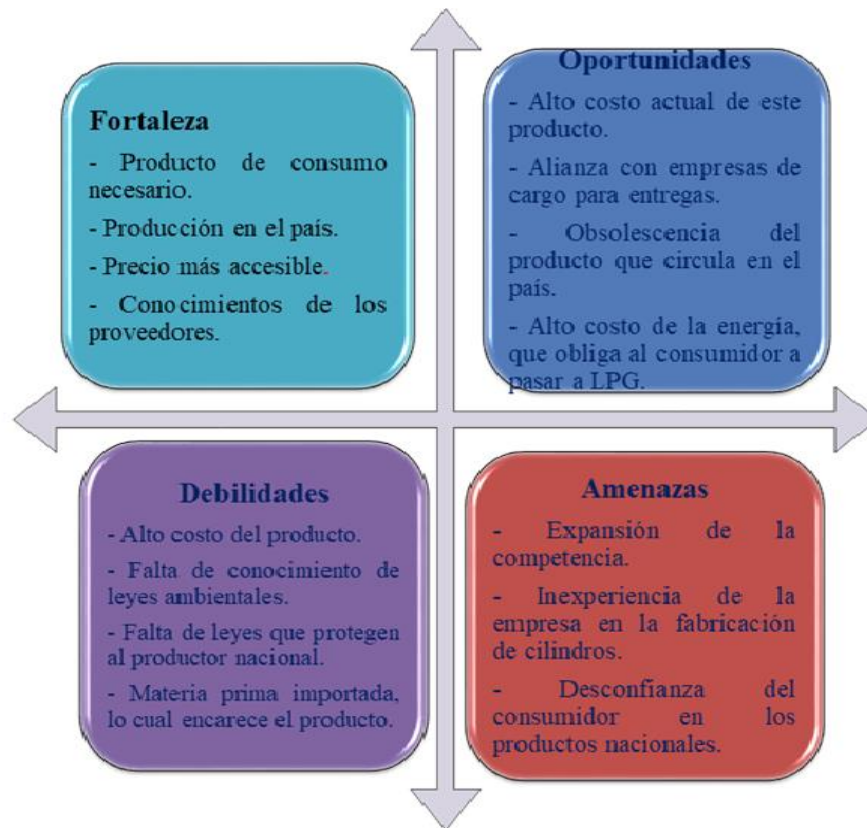 Fortaleza
- Producto de consumo
necesario.
- Producción en el país.
- Precio más accesible.
- Conocimientos de los
proveedores.
Oportunidades
- Alto costo actual de este
producto.
- Alianza con empresas de
cargo para entregas.
- Obsolescencia del
producto que circula en el
país.
- Alto costo de la energía,
que obliga al consumidor a
pasar a LPG.
Debilidades
- Alto costo del producto.
- Falta de conocimiento de
leyes ambientales.
- Falta de leyes que protegen
al productor nacional.
- Materia prima importada,
lo cual encarece el producto.
Amenazas
- Expansión de la
competencia.
- Inexperiencia de la
empresa en la fabricación
de cilindros.
- Desconfianza del
consumidor en los
productos nacionales.